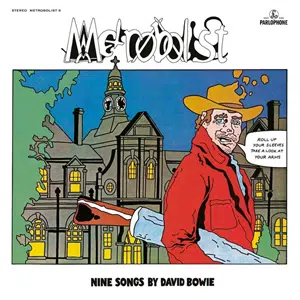 STEREO METROBOLIST
PARLOPHONE
Metrobolist
ROLL UP
YOUR SLEEVES
TAKE A LOOK AT
YOUR ARMS
NINE SONGS BY DAVID BOWIE